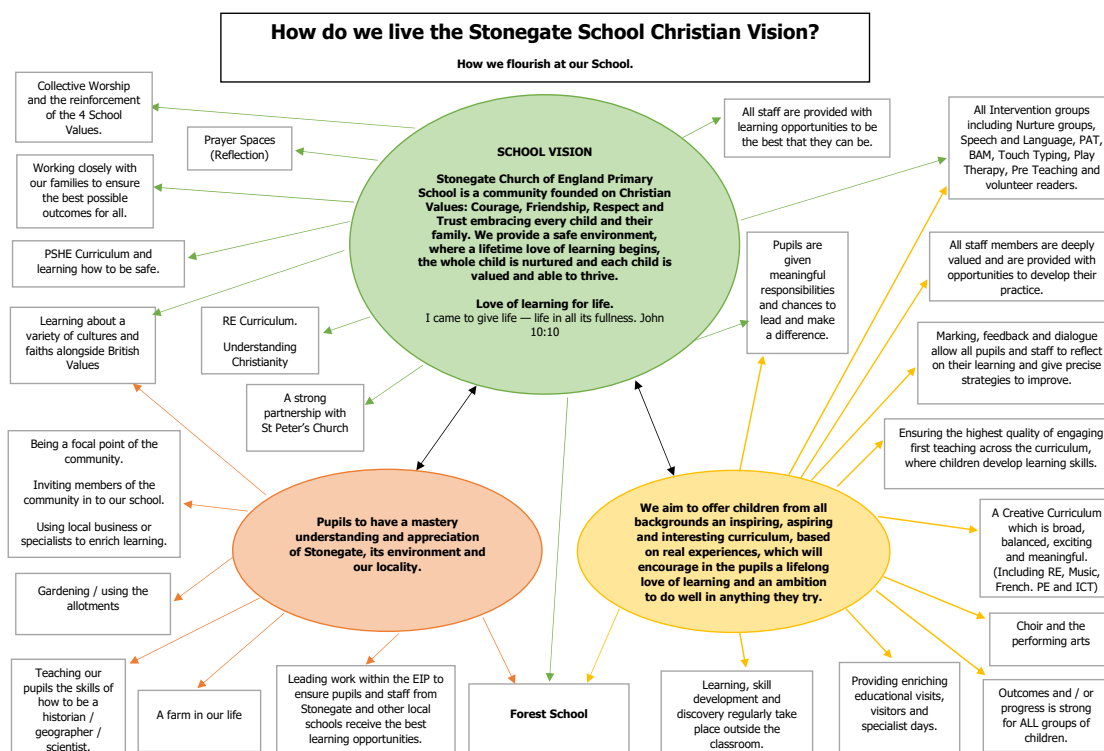 How do we live the Stonegate School Christian Vision?
How we flourish at our School.
Collective Worship
and the reinforcement
of the 4 School
Values.
Prayer Spaces
(Reflection)
Working closely with
our families to ensure
the best possible
outcomes for all.
PSHE Curriculum and
learning how to be safe.
Learning about a
variety of cultures and
faiths alongside British
Values
RE Curriculum.
Understanding
Christianity
A strong
partnership with
St Peter's Church
SCHOOL VISION
Stonegate Church of England Primary
School is a community founded on Christian
Values: Courage, Friendship, Respect and
Trust embracing every child and their
family. We provide a safe environment,
where a lifetime love of learning begins,
the whole child is nurtured and each child is
valued and able to thrive.
Love of learning for life.
I came to give life — life in all its fullness. John
10:10
All staff are provided with
learning opportunities to be
the best that they can be.
All Intervention groups
including Nurture groups,
Speech and Language, PAT,
BAM, Touch Typing, Play
Therapy, Pre Teaching and
volunteer readers.
Pupils are
given
meaningful
responsibilities
and chances to
lead and make
a difference.
All staff members are deeply
valued and are provided with
opportunities to develop their
practice.
Marking, feedback and dialogue
allow all pupils and staff to reflect
on their learning and give precise
strategies to improve.
Ensuring the highest quality of engaging
first teaching across the curriculum,
where children develop learning skills.
Being a focal point of the
community.
Inviting members of the
community in to our school.
Using local business or
specialists to enrich learning.
Pupils to have a mastery
understanding and appreciation
of Stonegate, its environment and
our locality.
We aim to offer children from all
backgrounds an inspiring, aspiring
and interesting curriculum, based
on real experiences, which will
encourage in the pupils a lifelong
love of learning and an ambition
to do well in anything they try.
A Creative Curriculum
which is broad,
balanced, exciting
and meaningful.
(Including RE, Music,
French. PE and ICT)
Gardening / using the
allotments
Choir and the
performing arts
Teaching our
pupils the skills of
how to be a
historian /
geographer /
scientist.
A farm in our life
Leading work within the EIP to
ensure pupils and staff from
Stonegate and other local
schools receive the best
learning opportunities.
Forest School
Learning, skill
development and
discovery regularly take
place outside the
classroom.
Providing enriching
educational visits,
visitors and
specialist days.
Outcomes and / or
progress is strong
for ALL groups of
children.